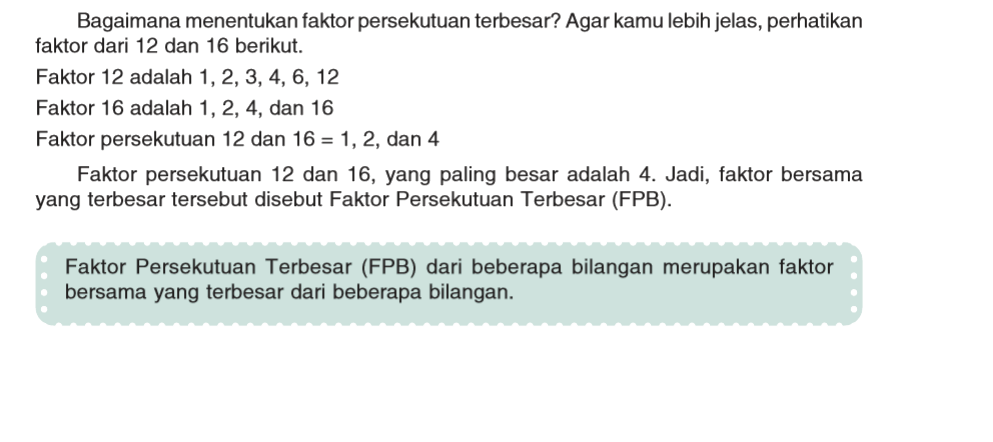 Bagaimana menentukan faktor persekutuan terbesar? Agar kamu lebih jelas, perhatikan
faktor dari 12 dan 16 berikut.
Faktor 12 adalah 1, 2, 3, 4, 6, 12
Faktor 16 adalah 1, 2, 4, dan 16
Faktor persekutuan 12 dan 16 = 1, 2, dan 4
Faktor persekutuan 12 dan 16, yang paling besar adalah 4. Jadi, faktor bersama
yang terbesar tersebut disebut Faktor Persekutuan Terbesar (FPB).
Faktor Persekutuan Terbesar (FPB) dari beberapa bilangan merupakan faktor
bersama yang terbesar dari beberapa bilangan.